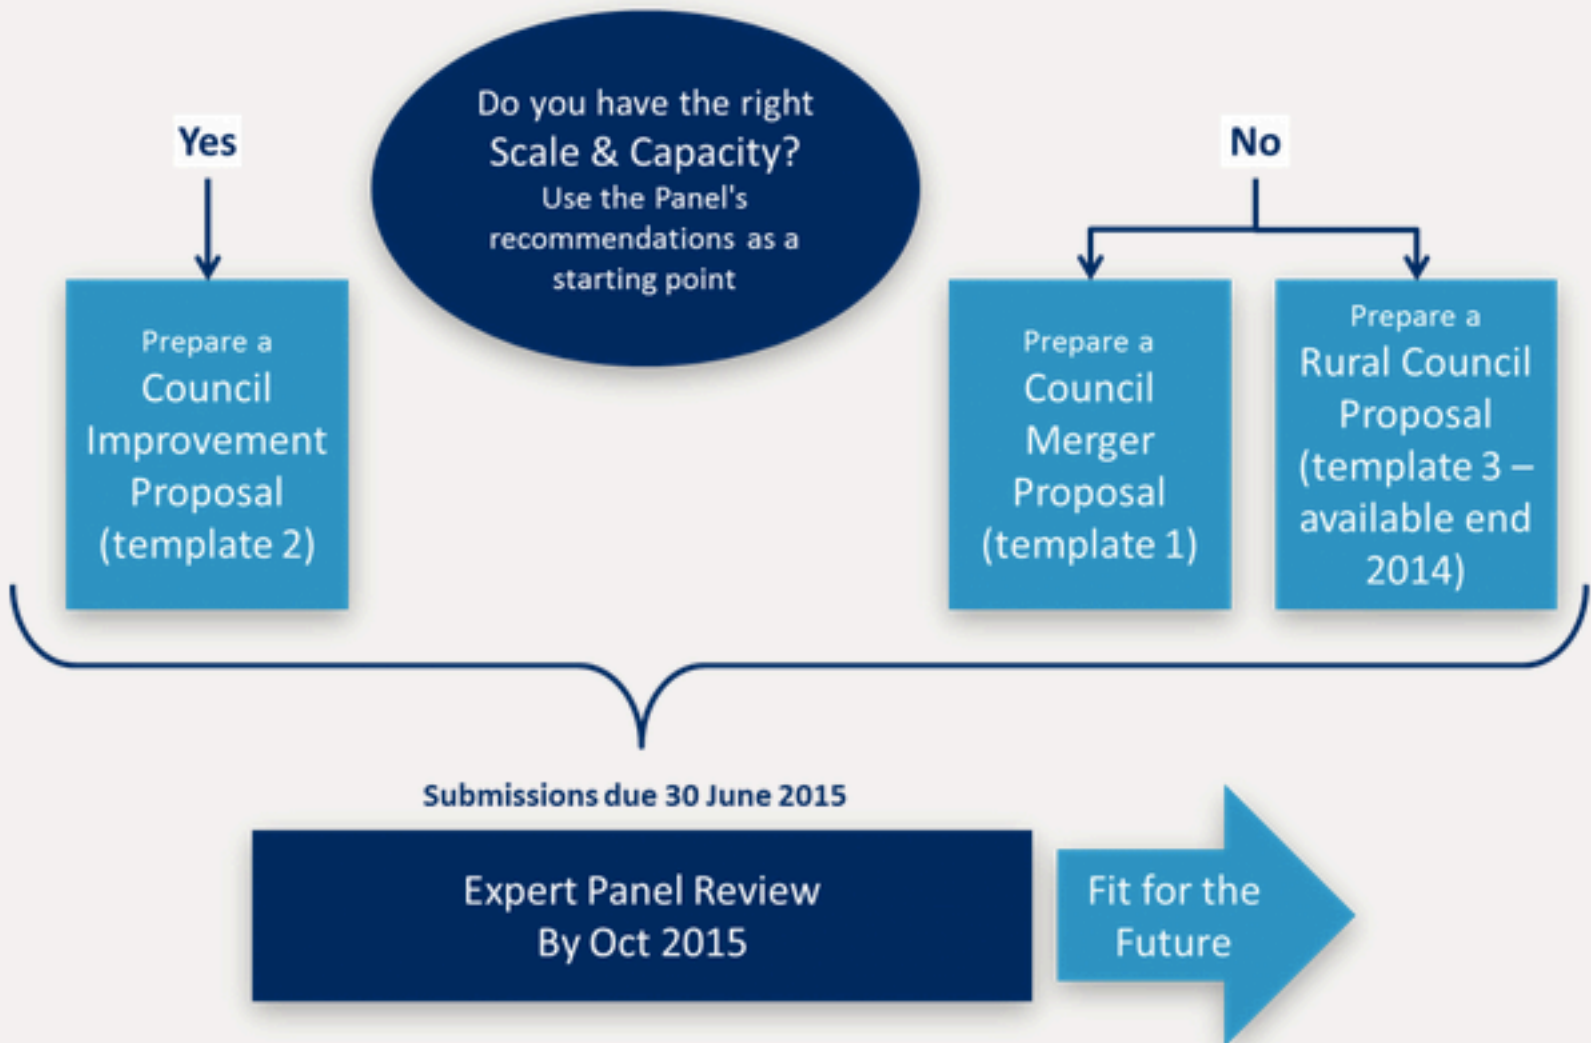 Do you have the right
Scale & Capacity?
Use the Panel's
recommendations as a
starting point
Yes
No
Prepare a
Council
Improvement
Proposal
(template 2)
Prepare a
Council
Merger
Proposal
(template 1)
Prepare a
Rural Council
Proposal
(template 3 –
available end
2014)
Submissions due 30 June 2015
Expert Panel Review
By Oct 2015
Fit for the
Future